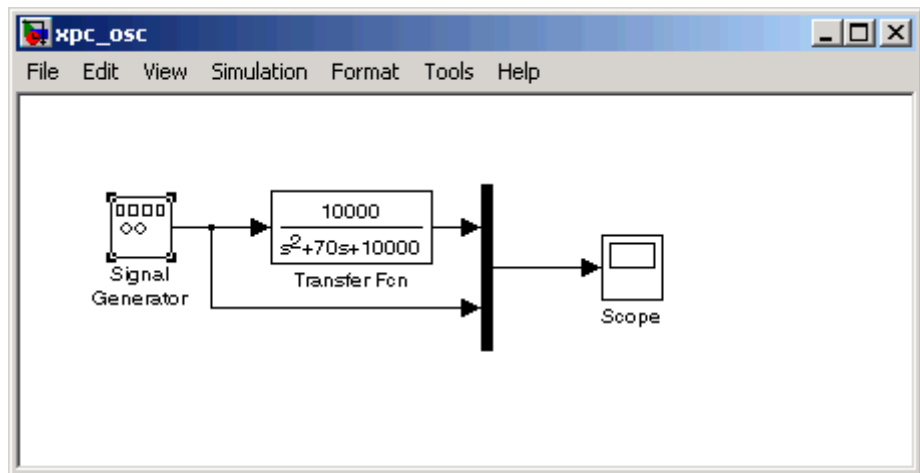 xpc_osc
File Edit View Simulation Format Tools Help
10000
s²+70s+10000
Transfer Fcn
Signal
Generator
Scope